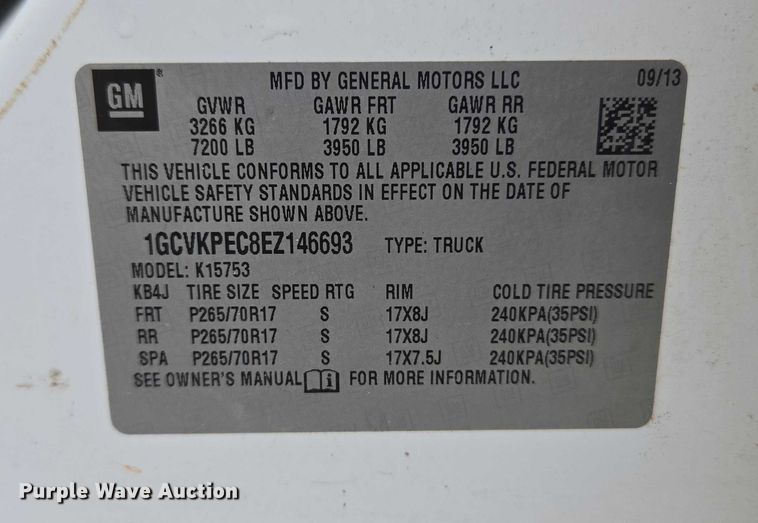 GM®
MFD BY GENERAL MOTORS LLC 09/13
GVWR GAWR FRT GAWR RR
3266 KG 1792 KG 1792 KG
7200 LB 3950 LB 3950 LB
THIS VEHICLE CONFORMS TO ALL APPLICABLE U.S. FEDERAL MOTOR
VEHICLE SAFETY STANDARDS IN EFFECT ON THE DATE OF
MANUFACTURE SHOWN ABOVE.
1GCVKPEC8EZ146693 TYPE: TRUCK
MODEL: K15753
KB4J TIRE SIZE SPEED RTG RIM COLD TIRE PRESSURE
FRT P265/70R17 S 17X8J 240KPA(35PSI)
RR P265/70R17 S 17X8J 240KPA(35PSI)
SPA P265/70R17 S 17X7.5J 240KPA(35PSI)
SEE OWNER'S MANUAL i FOR MORE INFORMATION.
Purple Wave Auction